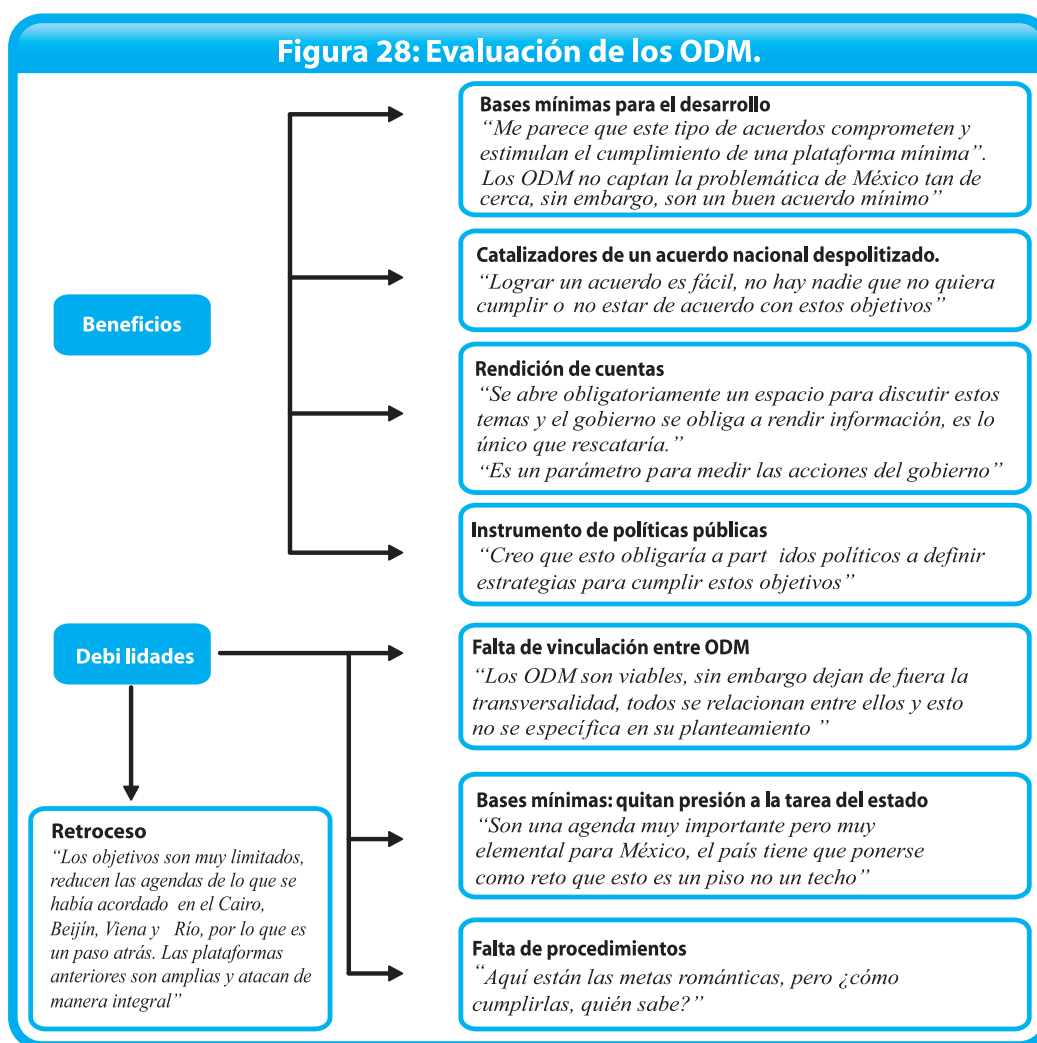 Figura 28: Evaluación de los ODM.
Beneficios
Bases mínimas para el desarrollo
“Me parece que este tipo de acuerdos comprometen y
estimulan el cumplimiento de una plataforma mínima”.
Los ODM no captan la problemática de México tan de
cerca, sin embargo, son un buen acuerdo mínimo”
Catalizadores de un acuerdo nacional despolitizado.
“Lograr un acuerdo es fácil, no hay nadie que no quiera
cumplir o no estar de acuerdo con estos objetivos”
Rendición de cuentas
“Se abre obligatoriamente un espacio para discutir estos
temas y el gobierno se obliga a rendir información, es lo
único que rescataría.”
“Es un parámetro para medir las acciones del gobierno”
Instrumento de políticas públicas
“Creo que esto obligaría a part idos políticos a definir
estrategias para cumplir estos objetivos”
Debi lidades
Falta de vinculación entre ODM
“Los ODM son viables, sin embargo dejan de fuera la
transversalidad, todos se relacionan entre ellos y esto
no se específica en su planteamiento ”
Bases mínimas: quitan presión a la tarea del estado
“Son una agenda muy importante pero muy
elemental para México, el país tiene que ponerse
como reto que esto es un piso no un techo”
Falta de procedimientos
“Aquí están las metas románticas, pero ¿cómo
cumplirlas, quién sabe?”
Retroceso
“Los objetivos son muy limitados,
reducen las agendas de lo que se
había acordado en el Cairo,
Beijín, Viena y Río, por lo que es
un paso atrás. Las plataformas
anteriores son amplias y atacan de
manera integral”